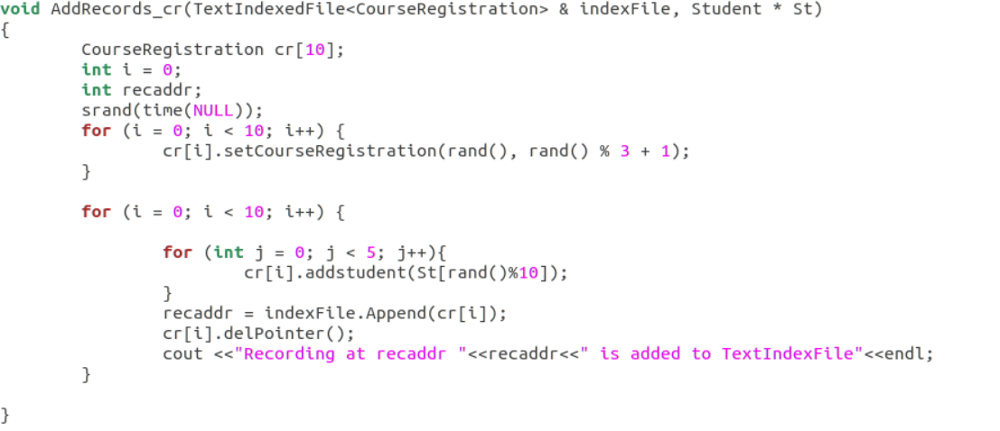 void AddRecords_cr(TextIndexedFile<CourseRegistration> & indexFile, Student * St)
{
        CourseRegistration cr[10];
        int i = 0;
        int recaddr;
        srand(time(NULL));
        for (i = 0; i < 10; i++) {
                cr[i].setCourseRegistration(rand(), rand() % 3 + 1);
        }

        for (i = 0; i < 10; i++) {

                for (int j = 0; j < 5; j++){
                        cr[i].addstudent(St[rand()%10]);
                }
                recaddr = indexFile.Append(cr[i]);
                cr[i].delPointer();
                cout <<"Recording at recaddr "<<recaddr<<" is added to TextIndexFile"<<endl;
        }

}